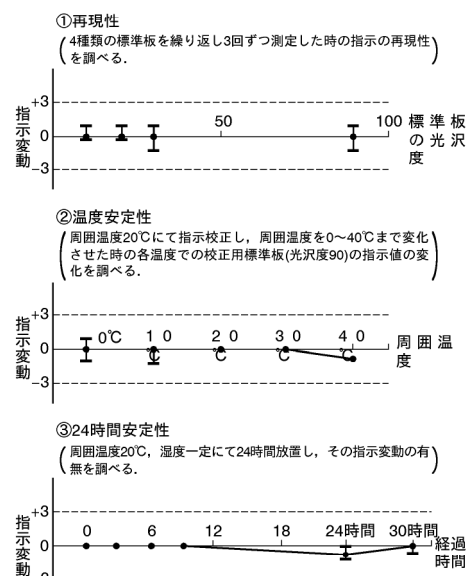 ①再現性
(4種類の標準板を繰り返し3回ずつ測定した時の指示の再現性
を調べる.)
指示変動
+3
0
−3
50
100
標準板
の光沢
度
②温度安定性
(周囲温度20℃にて指示校正し,周囲温度を0〜40℃まで変化
させた時の各温度での校正用標準板(光沢度90)の指示値の変
化を調べる.)
指示変動
+3
0
−3
0℃
10℃
20℃
30℃
40℃
周囲温
度
③24時間安定性
(周囲温度20℃,湿度一定にて24時間放置し,その指示変動の有
無を調べる.)
指示変動
+3
0
0
6
12
18
24時間
30時間
経過
時間